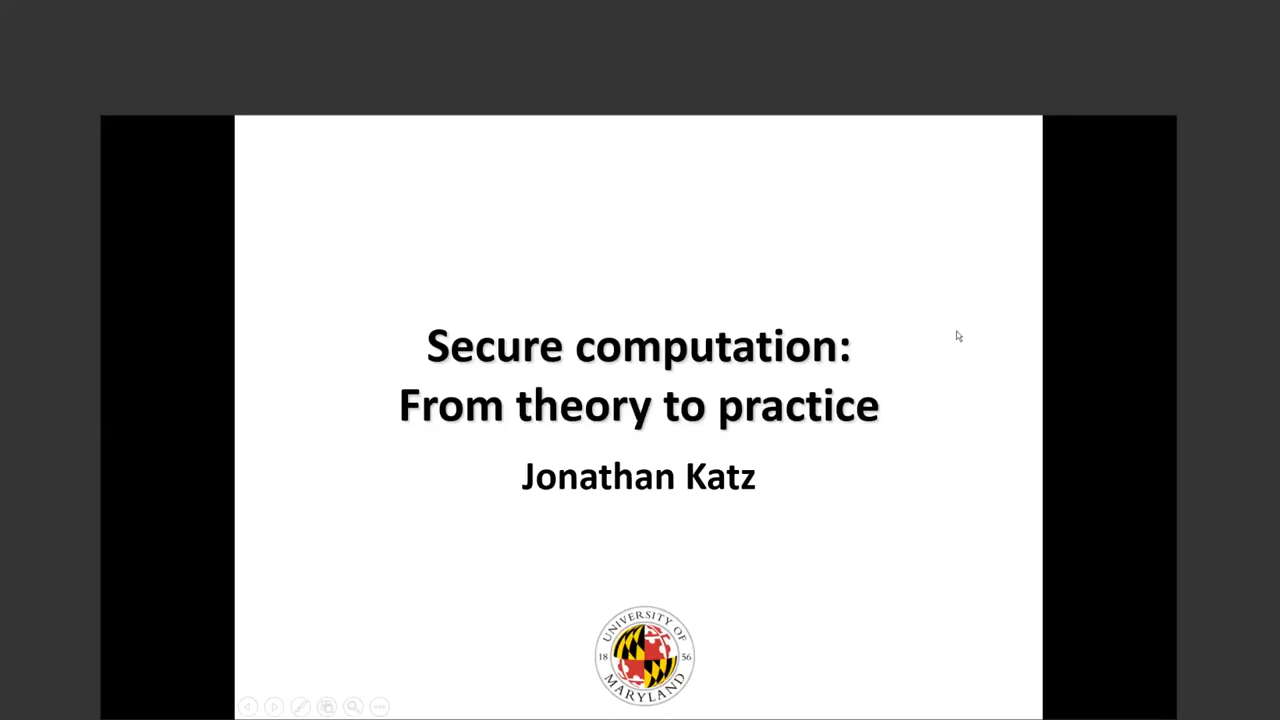 Secure computation:
From theory to practice
Jonathan Katz
UNIVERSITY OF
18 56
MARYLAND